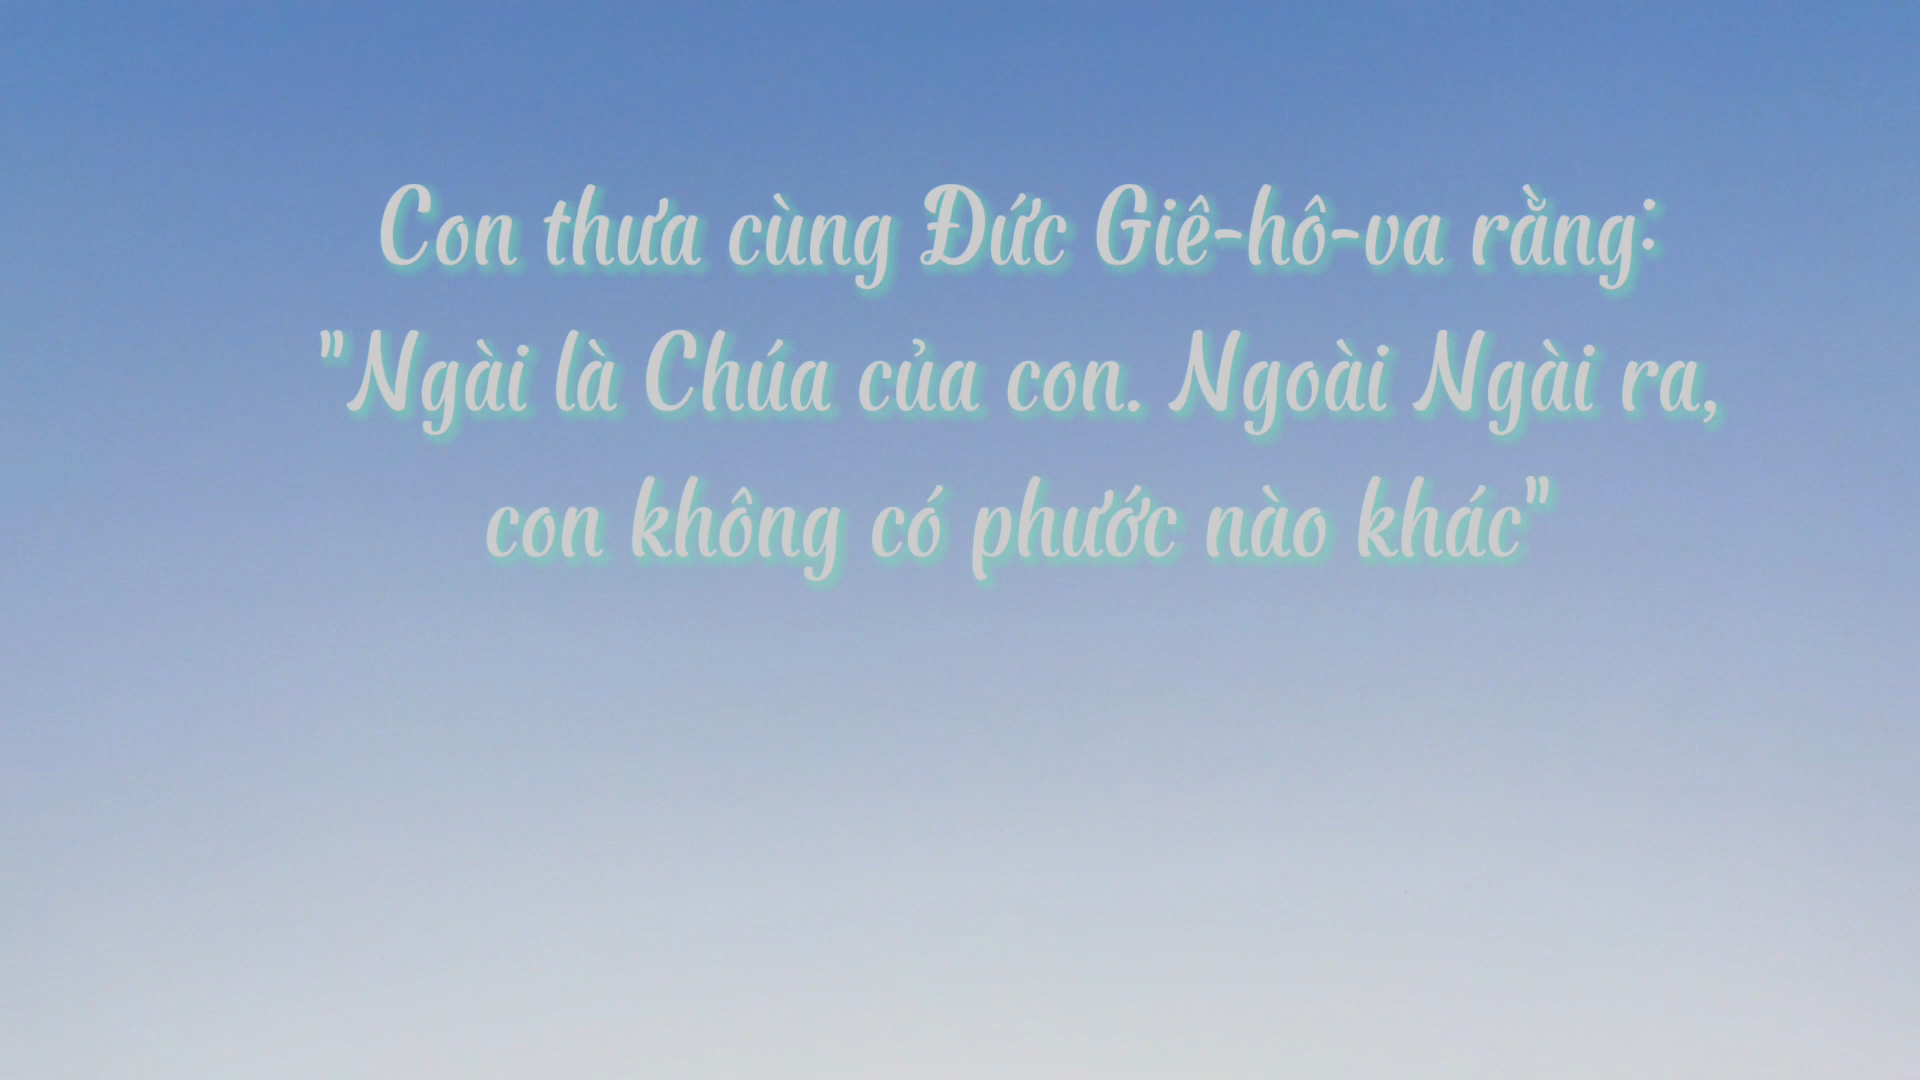 Con thưa cùng Đức Giê-hô-va rằng:
"Ngài là Chúa của con. Ngoài Ngài ra,
con không có phước nào khác"